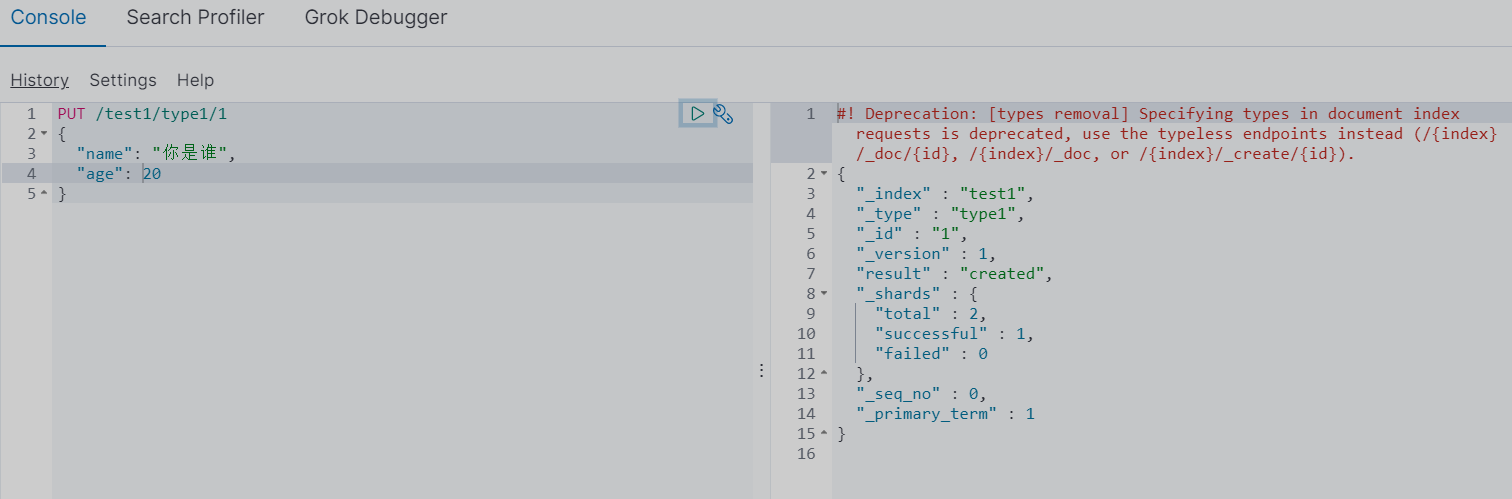 Console Search Profiler Grok Debugger
History Settings Help
1 PUT /test1/type1/1
2 {
3 "name": "你是谁",
4 "age": 20
5 }
1 #! Deprecation: [types removal] Specifying types in document index
requests is deprecated, use the typeless endpoints instead (/{index}
/_doc/{id}, /{index}/_doc, or /{index}/_create/{id}).
2 {
3 "_index" : "test1",
4 "_type" : "type1",
5 "_id" : "1",
6 "_version" : 1,
7 "result" : "created",
8 "_shards" : {
9 "total" : 2,
10 "successful" : 1,
11 "failed" : 0
12 },
13 "_seq_no" : 0,
14 "_primary_term" : 1
15 }
16